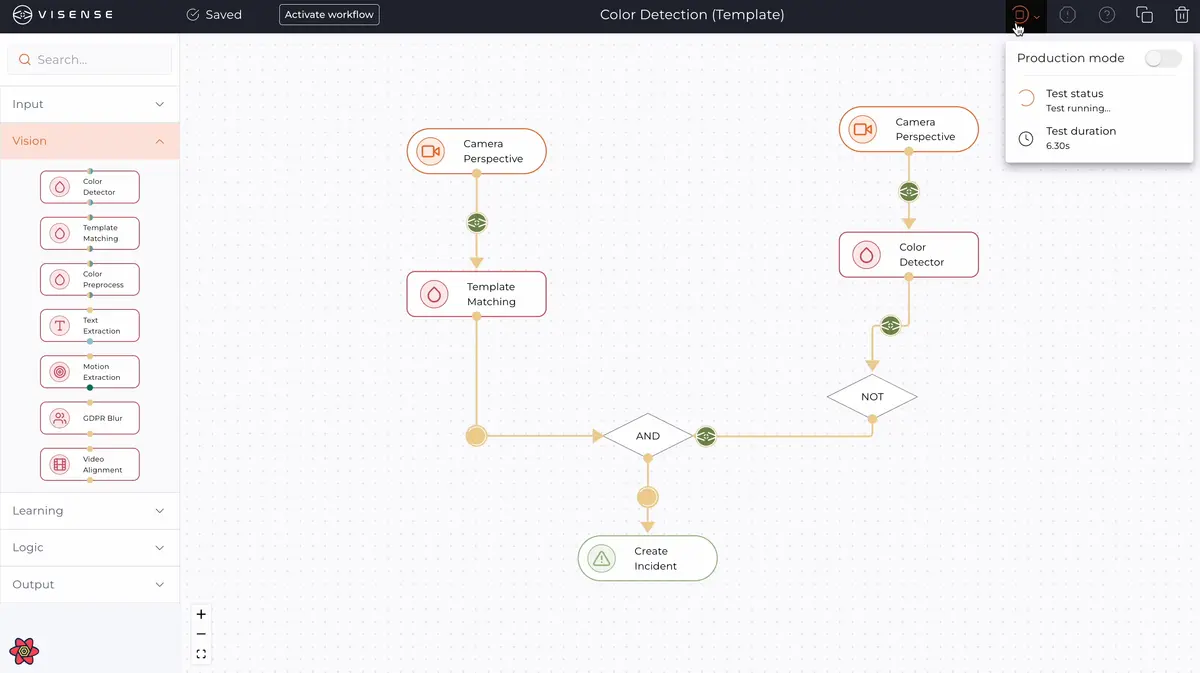 VISENSE
Saved
Activate workflow
Color Detection (Template)
Search...
Input
Vision
Color
Detector
Template
Matching
Color
Preprocess
Text
Extraction
Motion
Extraction
GDPR Blur
Video
Alignment
Learning
Logic
Output
Camera
Perspective
Template
Matching
Camera
Perspective
Color
Detector
NOT
AND
Create
Incident
Production mode
Test status
Test running...
Test duration
6.30s